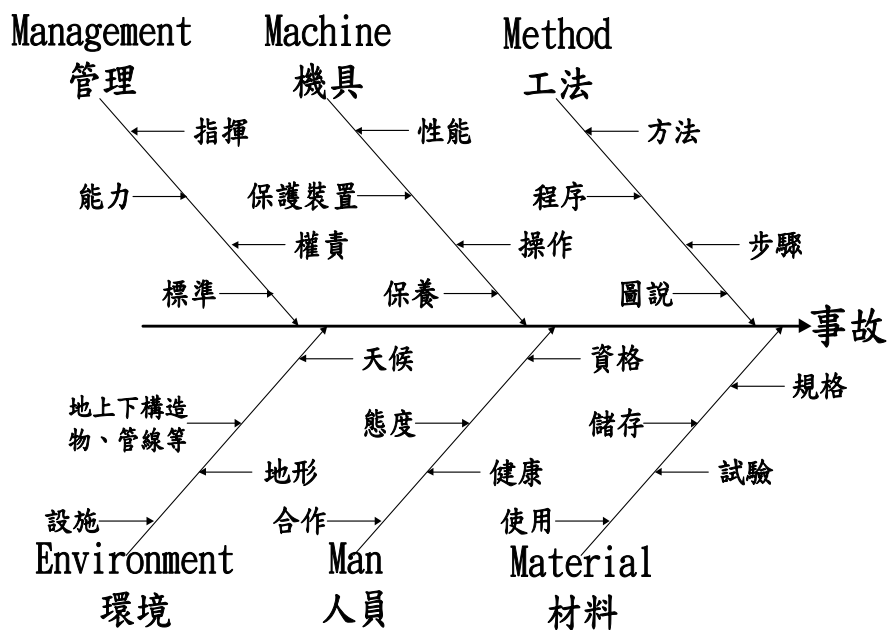 Management
管理
指揮
能力
權責
標準
Machine
機具
性能
保護裝置
操作
保養
Method
工法
方法
程序
步驟
圖說
事故
天候
地上下構造
物、管線等
地形
設施
Environment
環境
資格
態度
健康
合作
Man
人員
規格
儲存
試驗
使用
Material
材料